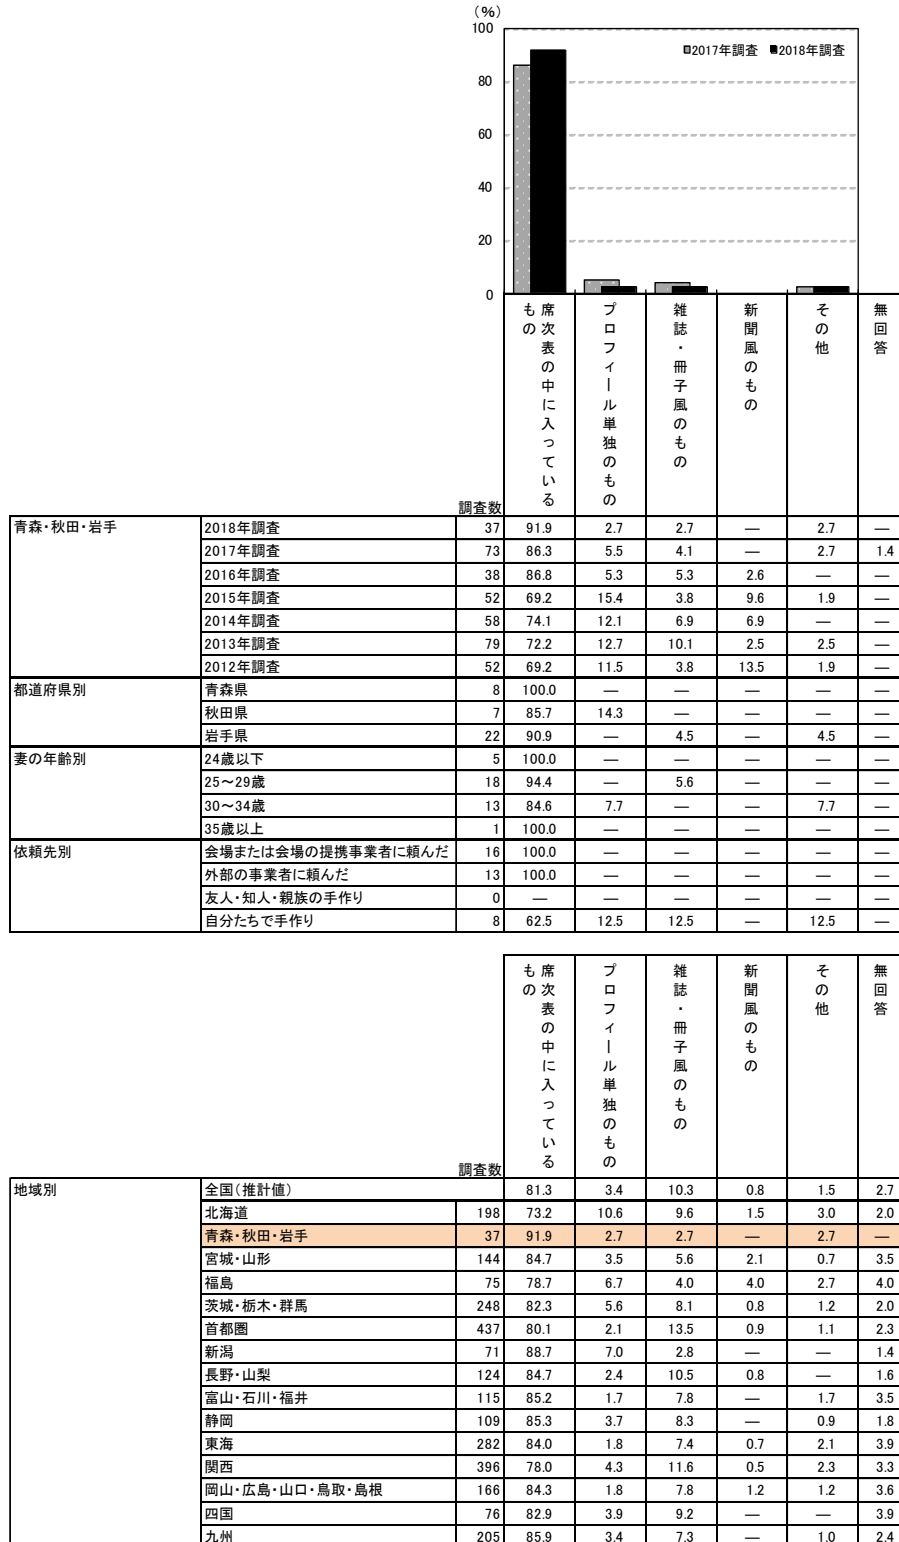 (%)
100
2017年調査 2018年調査
80
60
40
20
0
席次表の中に入っているもの プロフィール単独のもの 雑誌・冊子風のもの 新聞風のもの その他 無回答
調査数
青森・秋田・岩手 2018年調査 37 91.9 2.7 2.7 — 2.7 —
2017年調査 73 86.3 5.5 4.1 — 2.7 1.4
2016年調査 38 86.8 5.3 5.3 2.6 — —
2015年調査 52 69.2 15.4 3.8 9.6 1.9 —
2014年調査 58 74.1 12.1 6.9 6.9 — —
2013年調査 79 72.2 12.7 10.1 2.5 2.5 —
2012年調査 52 69.2 11.5 3.8 13.5 1.9 —
都道府県別 青森県 8 100.0 — — — — —
秋田県 7 85.7 14.3 — — — —
岩手県 22 90.9 — 4.5 — 4.5 —
妻の年齢別 24歳以下 5 100.0 — — — — —
25～29歳 18 94.4 — 5.6 — — —
30～34歳 13 84.6 7.7 — — 7.7 —
35歳以上 1 100.0 — — — — —
依頼先別 会場または会場の提携事業者に頼んだ 16 100.0 — — — — —
外部の事業者に頼んだ 13 100.0 — — — — —
友人・知人・親族の手作り 0 — — — — — —
自分たちで手作り 8 62.5 12.5 12.5 — 12.5 —
席次表の中に入っているもの プロフィール単独のもの 雑誌・冊子風のもの 新聞風のもの その他 無回答
調査数
地域別 全国(推計値) 81.3 3.4 10.3 0.8 1.5 2.7
北海道 198 73.2 10.6 9.6 1.5 3.0 2.0
青森・秋田・岩手 37 91.9 2.7 2.7 — 2.7 —
宮城・山形 144 84.7 3.5 5.6 2.1 0.7 3.5
福島 75 78.7 6.7 4.0 4.0 2.7 4.0
茨城・栃木・群馬 248 82.3 5.6 8.1 0.8 1.2 2.0
首都圏 437 80.1 2.1 13.5 0.9 1.1 2.3
新潟 71 88.7 7.0 2.8 — — 1.4
長野・山梨 124 84.7 2.4 10.5 0.8 — 1.6
富山・石川・福井 115 85.2 1.7 7.8 — 1.7 3.5
静岡 109 85.3 3.7 8.3 — 0.9 1.8
東海 282 84.0 1.8 7.4 0.7 2.1 3.9
関西 396 78.0 4.3 11.6 0.5 2.3 3.3
岡山・広島・山口・鳥取・島根 166 84.3 1.8 7.8 1.2 1.2 3.6
四国 76 82.9 3.9 9.2 — — 3.9
九州 205 85.9 3.4 7.3 — 1.0 2.4